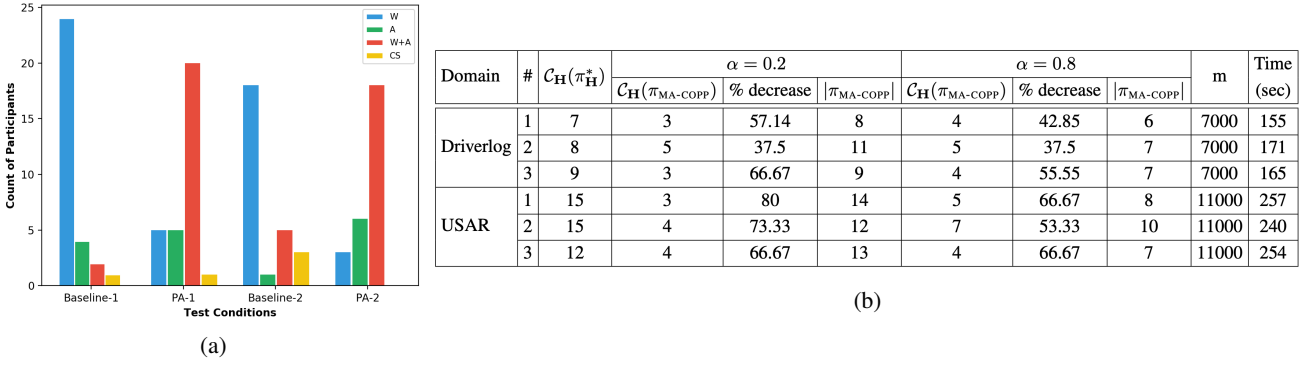 25
20
15
10
5
0
Count of Participants
W
A
W+A
CS
Baseline-1 PA-1 Baseline-2 PA-2
Test Conditions
(a)
Domain # C_H(π*_H) α = 0.2 α = 0.8 m Time (sec)
C_H(π_MA-COPP) % decrease |π_MA-COPP| C_H(π_MA-COPP) % decrease |π_MA-COPP|
Driverlog 1 7 3 57.14 8 4 42.85 6 7000 155
2 8 5 37.5 11 5 37.5 7 7000 171
3 9 3 66.67 9 4 55.55 7 7000 165
USAR 1 15 3 80 14 5 66.67 8 11000 257
2 15 4 73.33 12 7 53.33 10 11000 240
3 12 4 66.67 13 4 66.67 7 11000 254
(b)